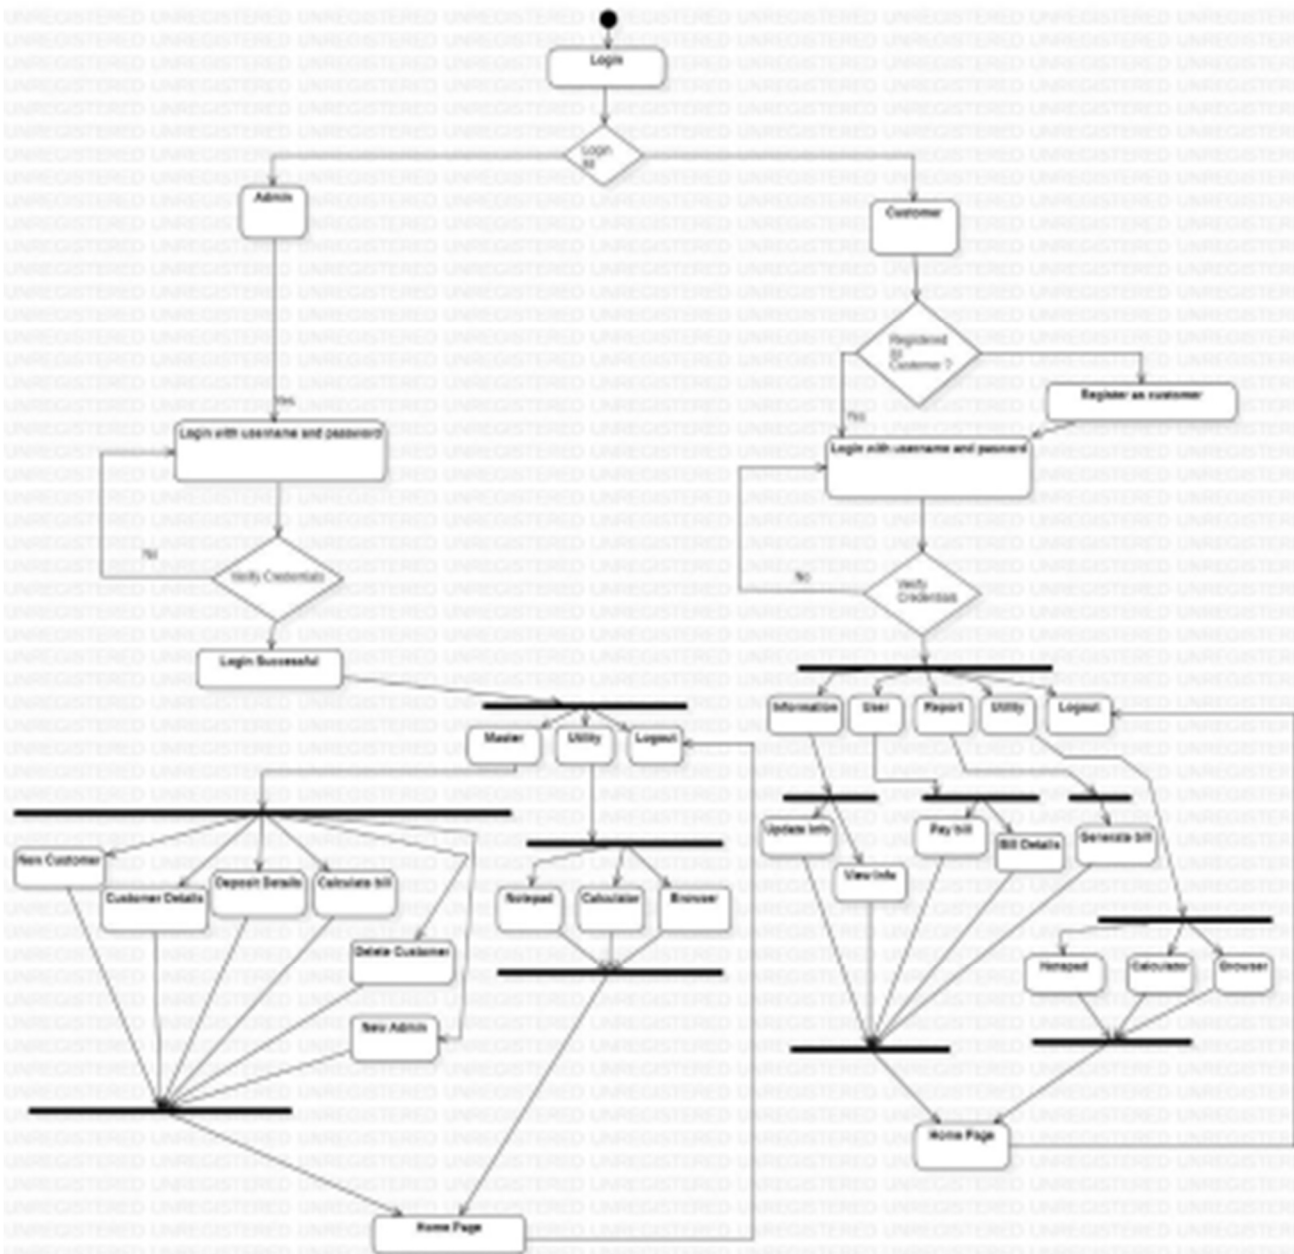 Login
Login
as
Admin
Customer
Registered
as
Customer ?
Yes
Register as customer
Yes
Login with username and password
Login with username and password
No
Verify Credentials
No
Verify
Credentials
Login Successful
Information
User
Report
Utility
Logout
Master
Utility
Logout
Update Info
Pay bill
Bill Details
Generate bill
Non Customer
View Info
Customer Details
Deposit Details
Calculate bill
Notepad
Calculator
Browser
Delete Customer
Notepad
Calculator
Browser
New Admin
Home Page
Home Page